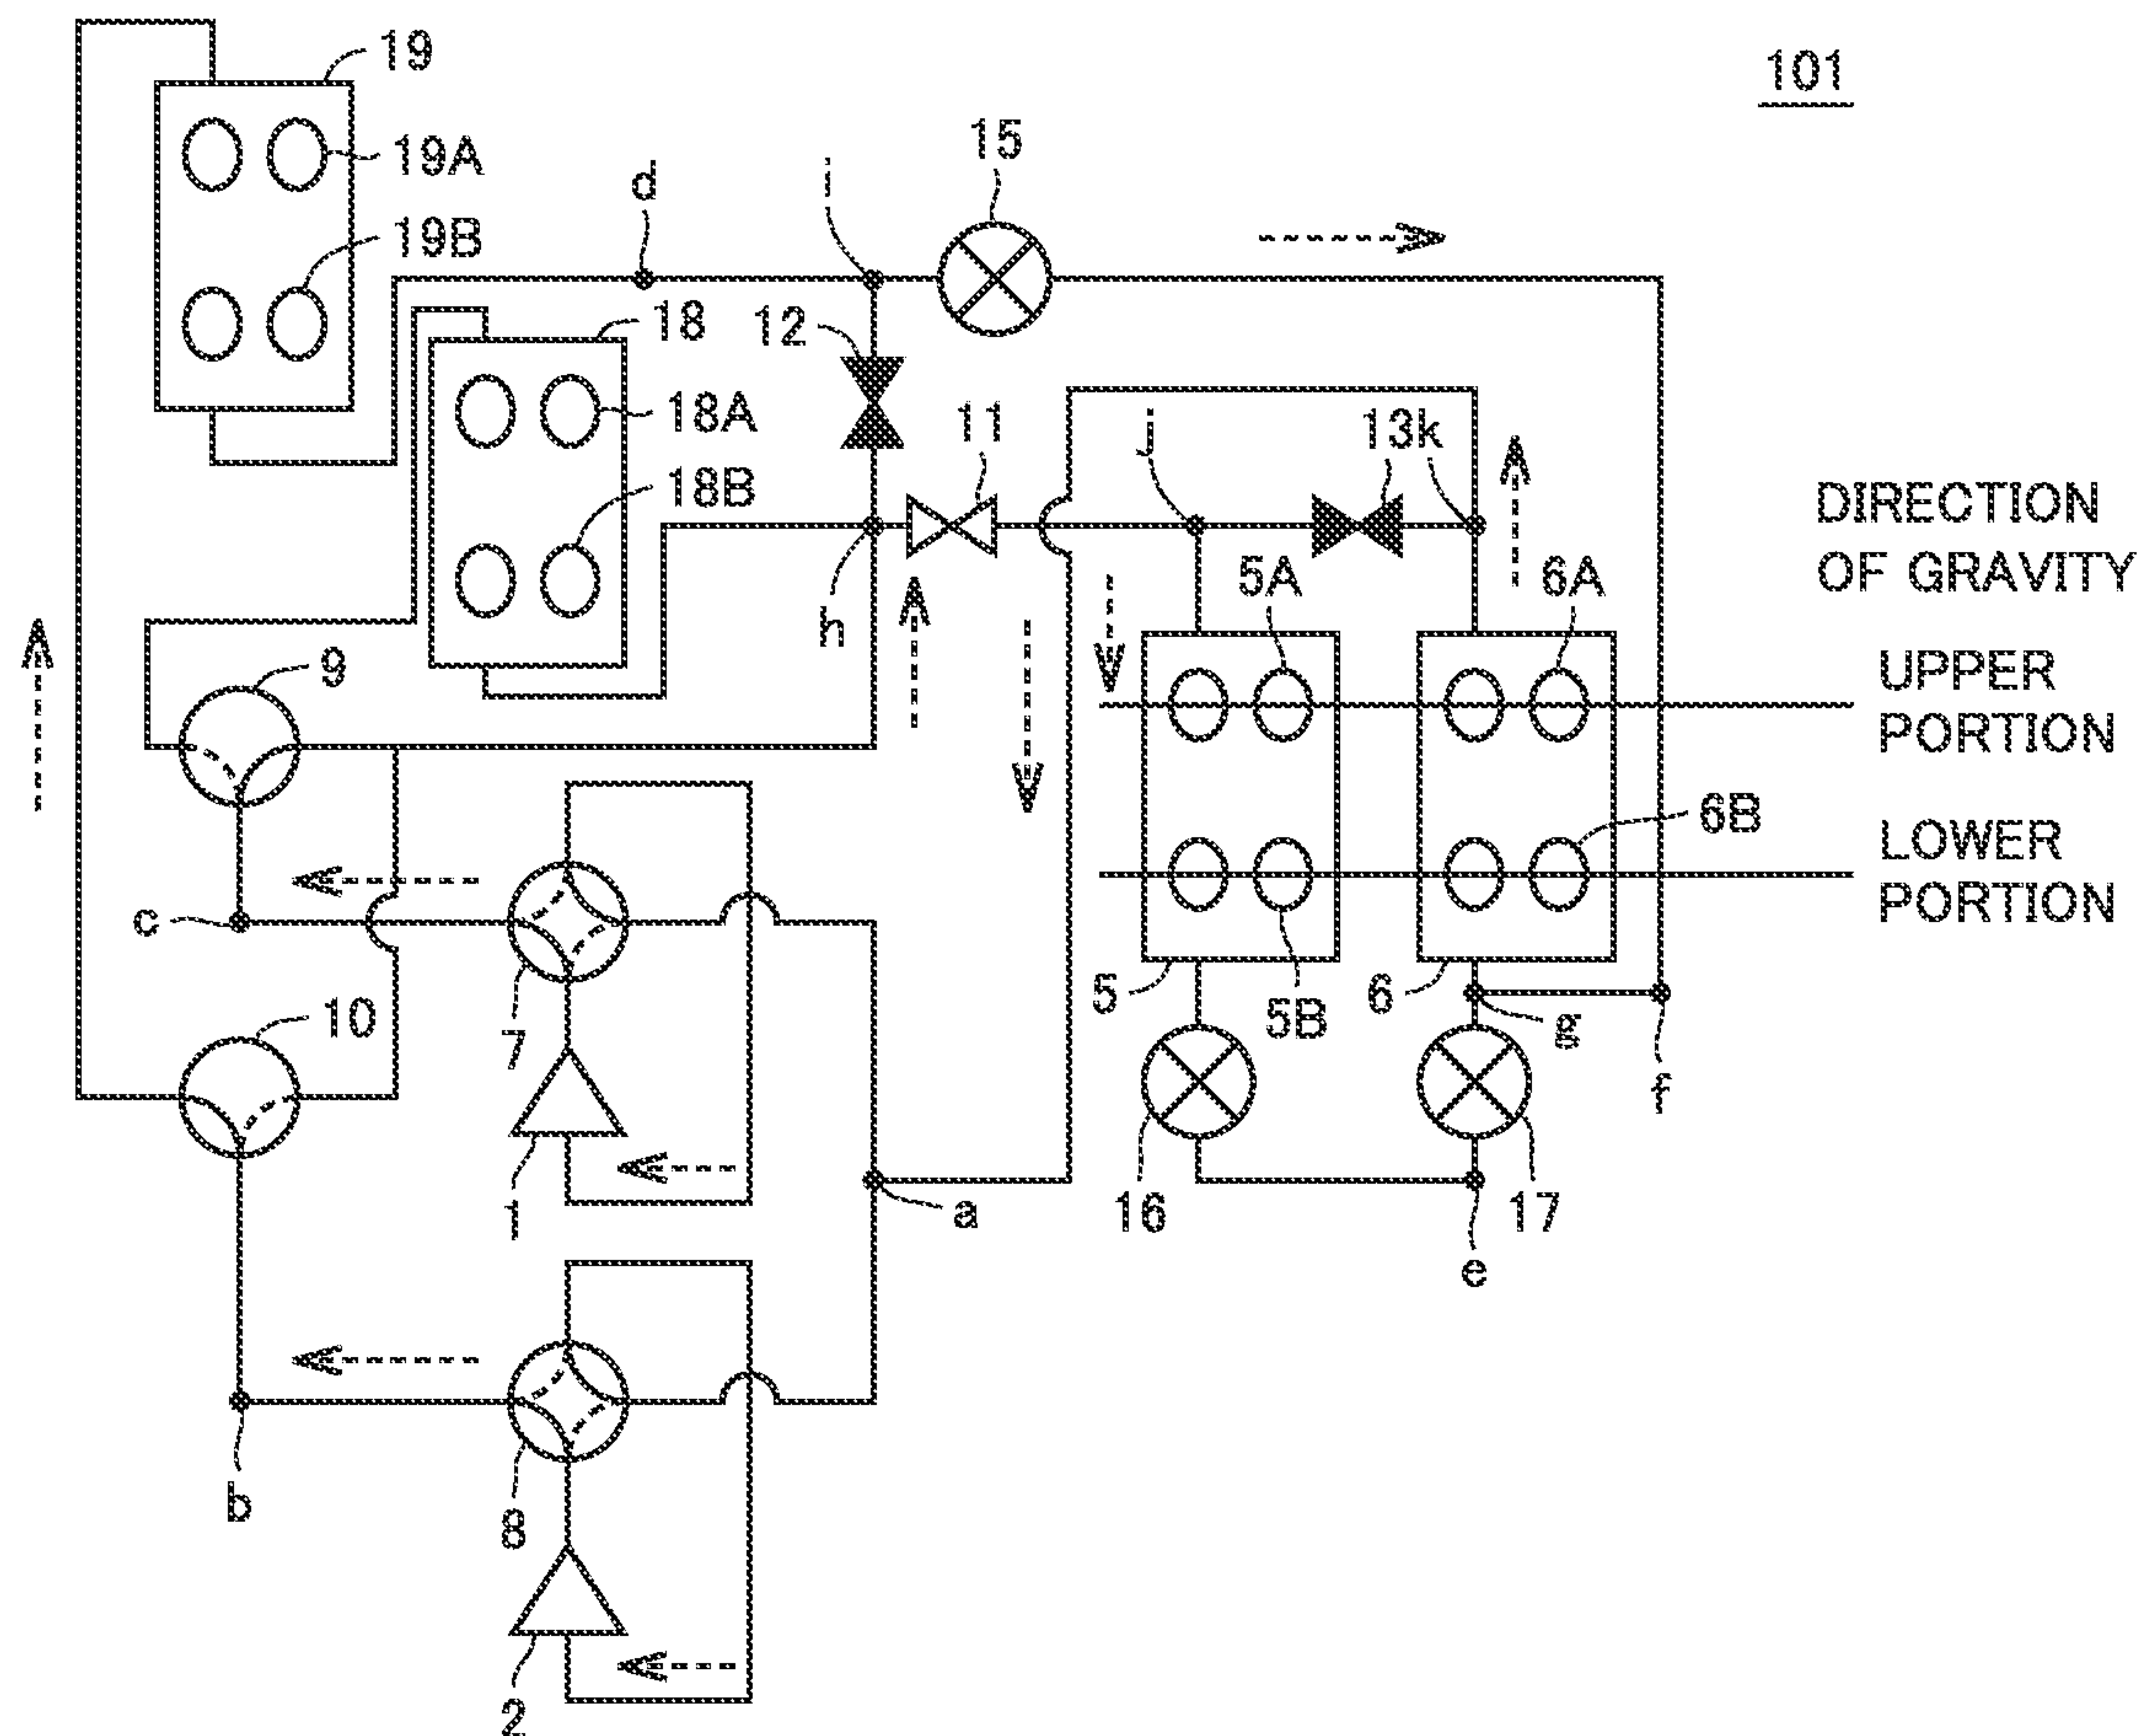 101
19
19A
19B
d
i
15
18
12
18A
18B
11
j
13k
DIRECTION
OF GRAVITY
h
5A
6A
UPPER
PORTION
9
6B
LOWER
PORTION
c
7
5
5B
6
g
f
10
1
a
16
17
e
b
8
2